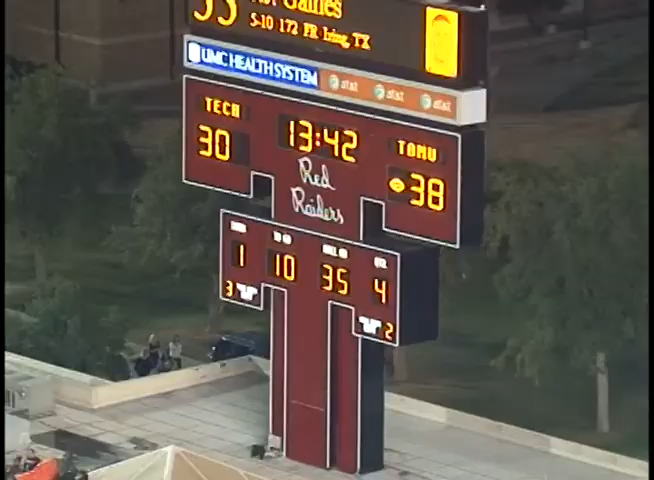 5-10 172 FR Irving, TX
UMC HEALTH SYSTEM at&t at&t at&t
TECH 13:42 TAMU
30 38
Red
Raiders
1 10 35 4
3 2